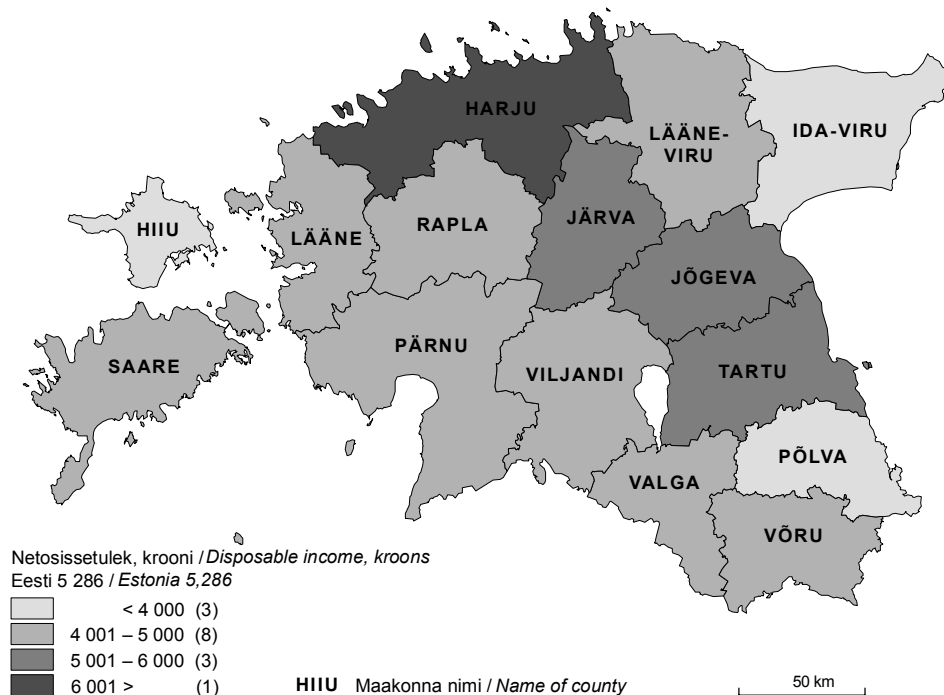 HARJU
LÄÄNE-
VIRU
IDA-VIRU
HIIU
LÄÄNE
RAPLA
JÄRVA
JÕGEVA
SAARE
PÄRNU
VILJANDI
TARTU
VALGA
PÕLVA
VÕRU
Netosissetulek, krooni / Disposable income, kroons
Eesti 5 286 / Estonia 5,286
< 4 000 (3)
4 001 – 5 000 (8)
5 001 – 6 000 (3)
6 001 > (1)
HIIU Maakonna nimi / Name of county
50 km